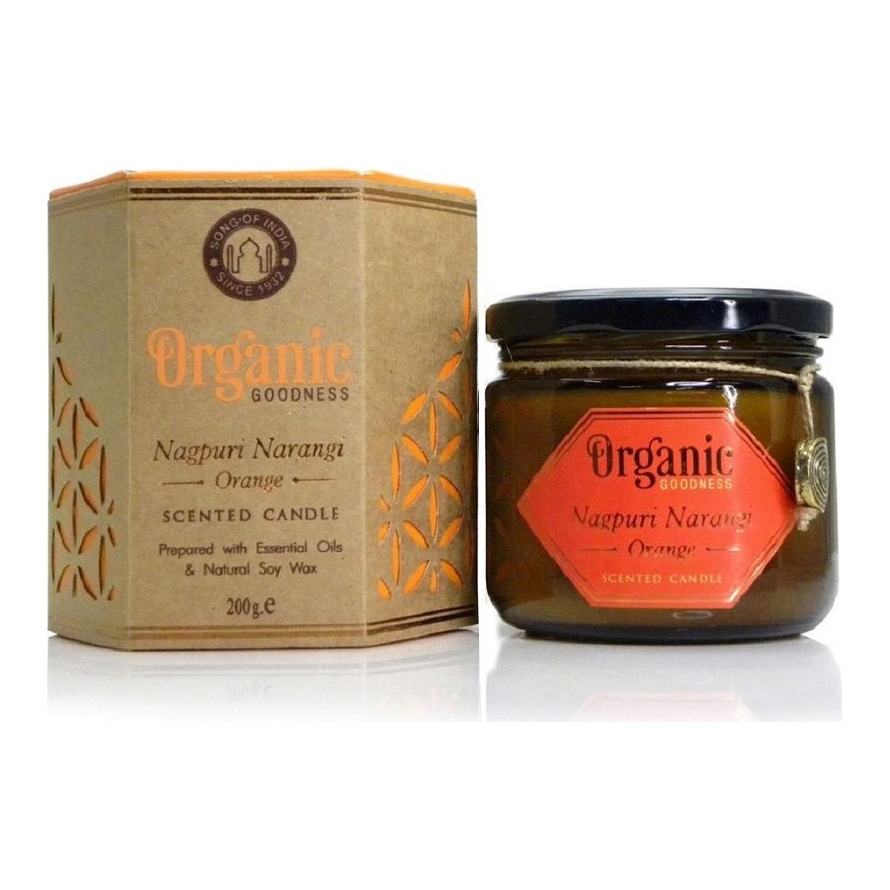 SONG OF INDIA
SINCE 1932
Organic
GOODNESS
Nagpuri Narangi
Orange
SCENTED CANDLE
Prepared with Essential Oils
& Natural Soy Wax
200g.e
Organic
GOODNESS
Nagpuri Narangi
Orange
SCENTED CANDLE